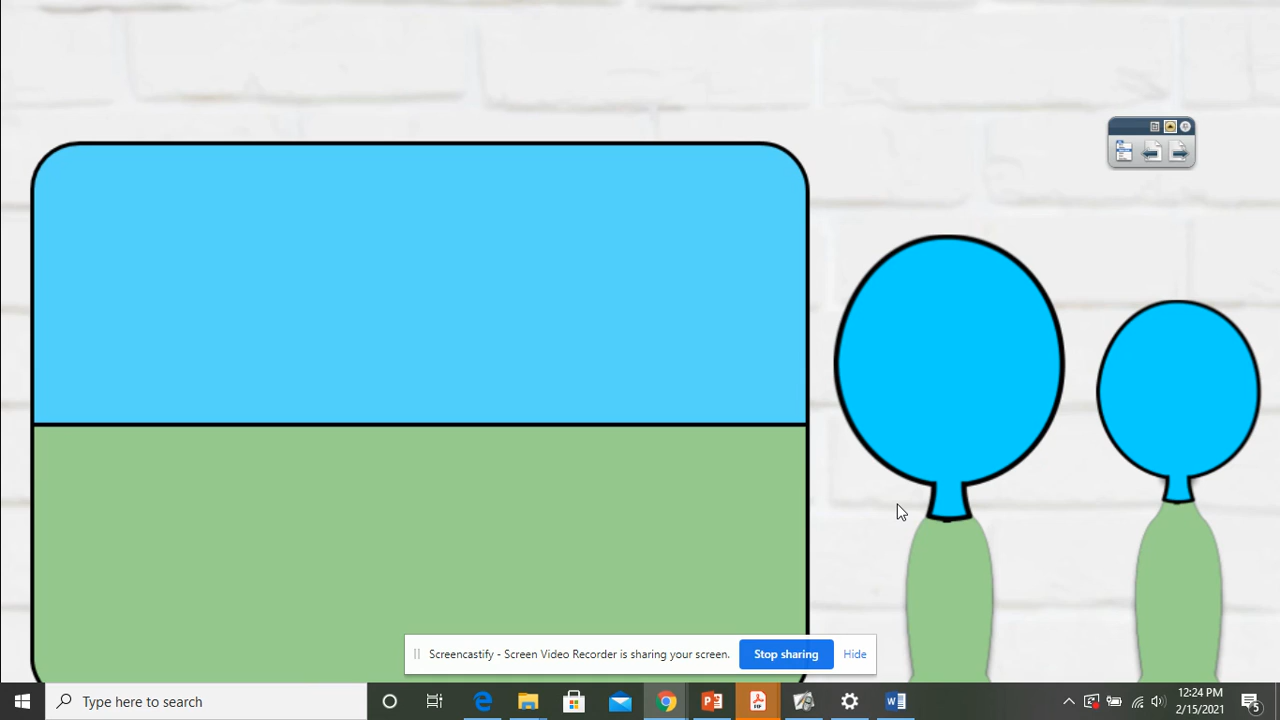 Screencastify - Screen Video Recorder is sharing your screen.
Stop sharing
Hide
Type here to search
12:24 PM
2/15/2021
5